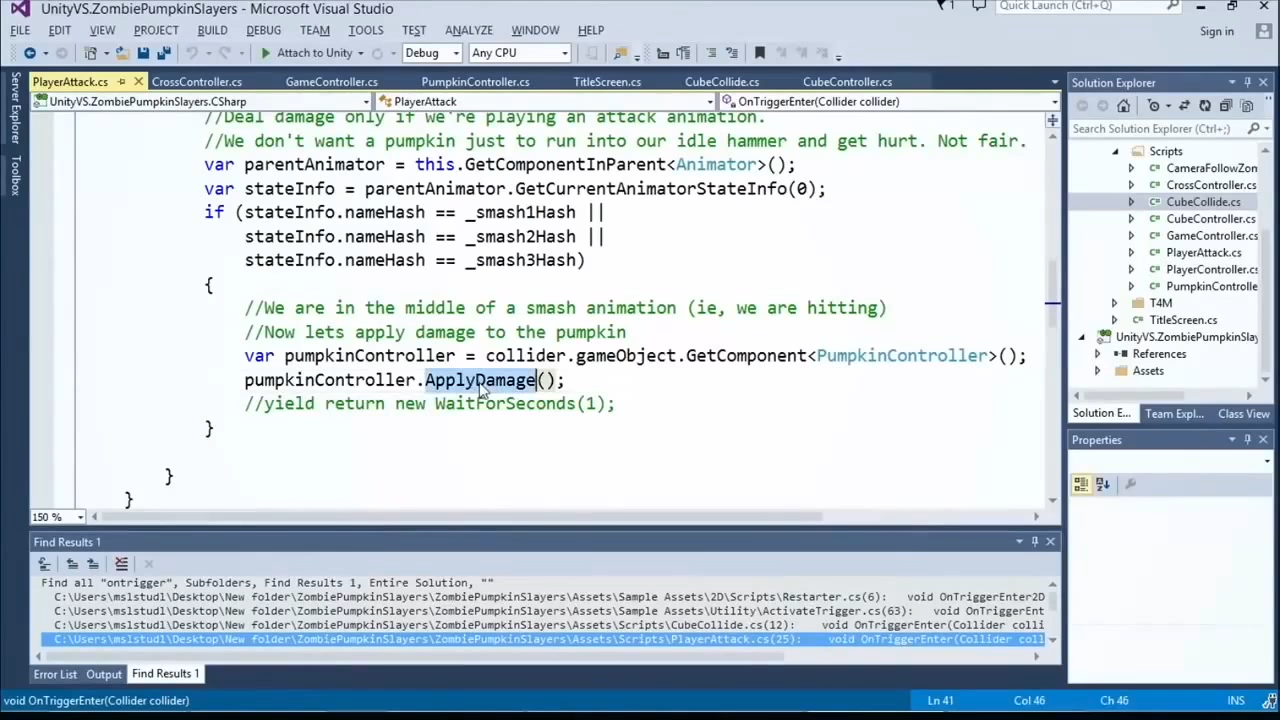 UnityVS.ZombiePumpkinSlayers - Microsoft Visual Studio
1
Quick Launch (Ctrl+Q)
FILE EDIT VIEW PROJECT BUILD DEBUG TEAM TOOLS TEST ANALYZE WINDOW HELP
Sign in
Attach to Unity Debug Any CPU
Server Explorer
Toolbox
PlayerAttack.cs CrossController.cs GameController.cs PumpkinController.cs TitleScreen.cs CubeCollide.cs CubeController.cs
UnityVS.ZombiePumpkinSlayers.CSharp PlayerAttack OnTriggerEnter(Collider collider)
//Deal damage only if we're playing an attack animation.
//We don't want a pumpkin just to run into our idle hammer and get hurt. Not fair.
var parentAnimator = this.GetComponentInParent<Animator>();
var stateInfo = parentAnimator.GetCurrentAnimatorStateInfo(0);
if (stateInfo.nameHash == _smash1Hash ||
stateInfo.nameHash == _smash2Hash ||
stateInfo.nameHash == _smash3Hash)
{
//We are in the middle of a smash animation (ie, we are hitting)
//Now lets apply damage to the pumpkin
var pumpkinController = collider.gameObject.GetComponent<PumpkinController>();
pumpkinController.ApplyDamage();
//yield return new WaitForSeconds(1);
}
}
}
150 %
Solution Explorer
Search Solution Explorer (Ctrl+;)
Scripts
CameraFollowZom
CrossController.cs
CubeCollide.cs
CubeController.cs
GameController.cs
PlayerAttack.cs
PlayerController.cs
PumpkinControlle
T4M
TitleScreen.cs
UnityVS.ZombiePumpkinSlay
References
Assets
Solution E... Team Expl... Class View
Properties
Find Results 1
Find all "ontrigger", Subfolders, Find Results 1, Entire Solution, ""
C:\Users\mslstudl\Desktop\New folder\ZombiePumpkinSlayers\Assets\Sample Assets\2D\Scripts\Restarter.cs(6): void OnTriggerEnter2D
C:\Users\mslstudl\Desktop\New folder\ZombiePumpkinSlayers\Assets\Sample Assets\Utility\ActivateTrigger.cs(63): void OnTriggerEnt
C:\Users\mslstudl\Desktop\New folder\ZombiePumpkinSlayers\Assets\Scripts\CubeCollide.cs(12): void OnTriggerEnter(Collider colli
C:\Users\mslstudl\Desktop\New folder\ZombiePumpkinSlayers\Assets\Scripts\PlayerAttack.cs(25): void OnTriggerEnter(Collider coll
Error List Output Find Results 1
void OnTriggerEnter(Collider collider) Ln 41 Col 46 Ch 46 INS